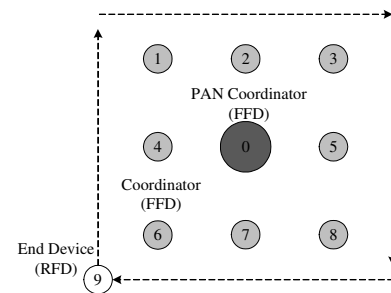 1 2 3
PAN Coordinator
(FFD)
4 0 5
Coordinator
(FFD)
6 7 8
End Device
(RFD)
9